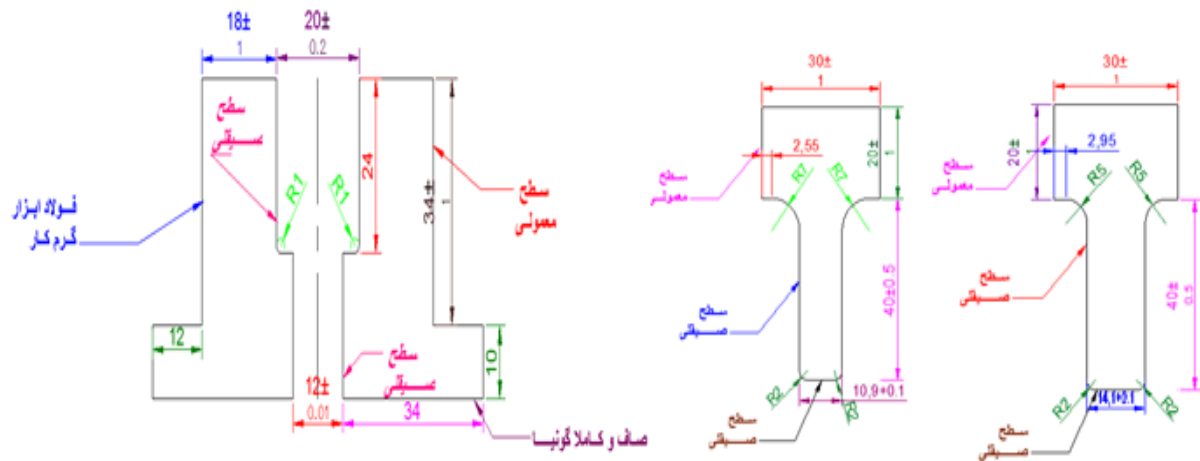 18±
1
20±
0.2
سطح
صیقلی
24
34±
1
R1
R1
سطح
معمولی
فولاد ابزار
گرم کار
12
12±
0.01
سطح
صیقلی
10
34
صاف و کاملا گونیا
30±
1
2,55
20±
1
سطح
معمولی
R7
R7
سطح
صیقلی
40±0.5
R2
R2
10,9+0.1
سطح
صیقلی
30±
1
20±
1
2,95
سطح
معمولی
R5
R5
سطح
صیقلی
40±
0.5
R2
R2
14,1+0.1
سطح
صیقلی